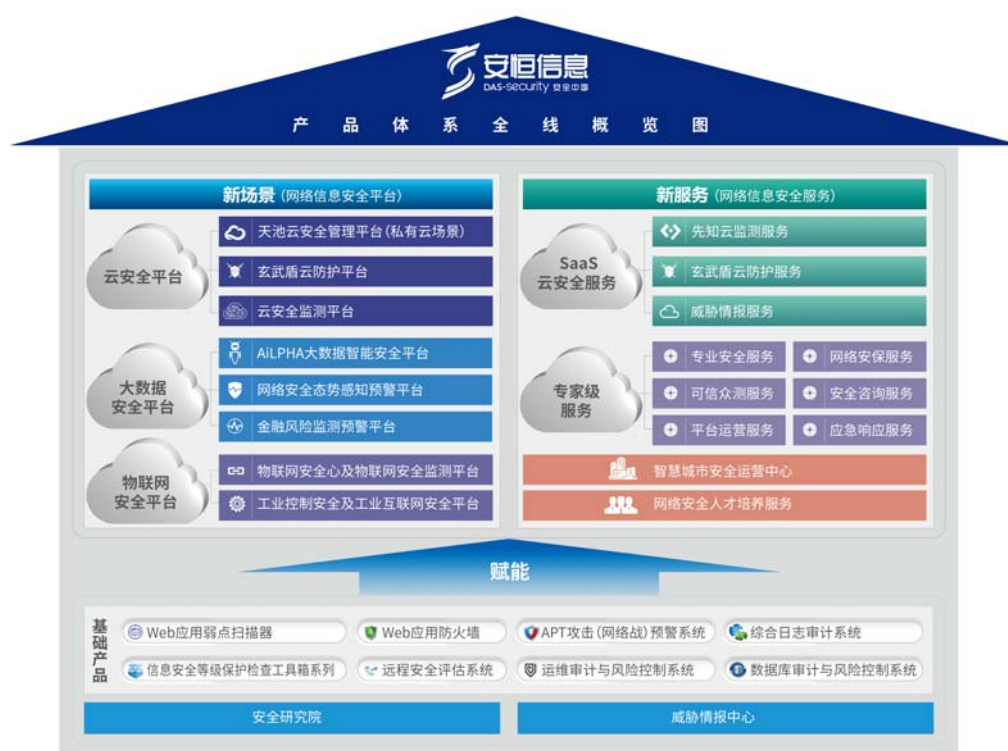 安恒信息
DAS-security 安全中国
产品体系全线概览图
新场景（网络信息安全平台）
云安全平台
天池云安全管理平台（私有云场景）
玄武盾云防护平台
云安全监测平台
大数据
安全平台
AiLPHA大数据智能安全平台
网络安全态势感知预警平台
金融风险监测预警平台
物联网
安全平台
物联网安全心及物联网安全监测平台
工业控制安全及工业互联网安全平台
新服务（网络信息安全服务）
SaaS
云安全服务
先知云监测服务
玄武盾云防护服务
威胁情报服务
专家级
服务
专业安全服务
网络安保服务
可信众测服务
安全咨询服务
平台运营服务
应急响应服务
智慧城市安全运营中心
网络安全人才培养服务
赋能
基础产品
Web应用弱点扫描器
Web应用防火墙
APT攻击（网络战）预警系统
综合日志审计系统
信息安全等级保护检查工具箱系列
远程安全评估系统
运维审计与风险控制系统
数据库审计与风险控制系统
安全研究院
威胁情报中心